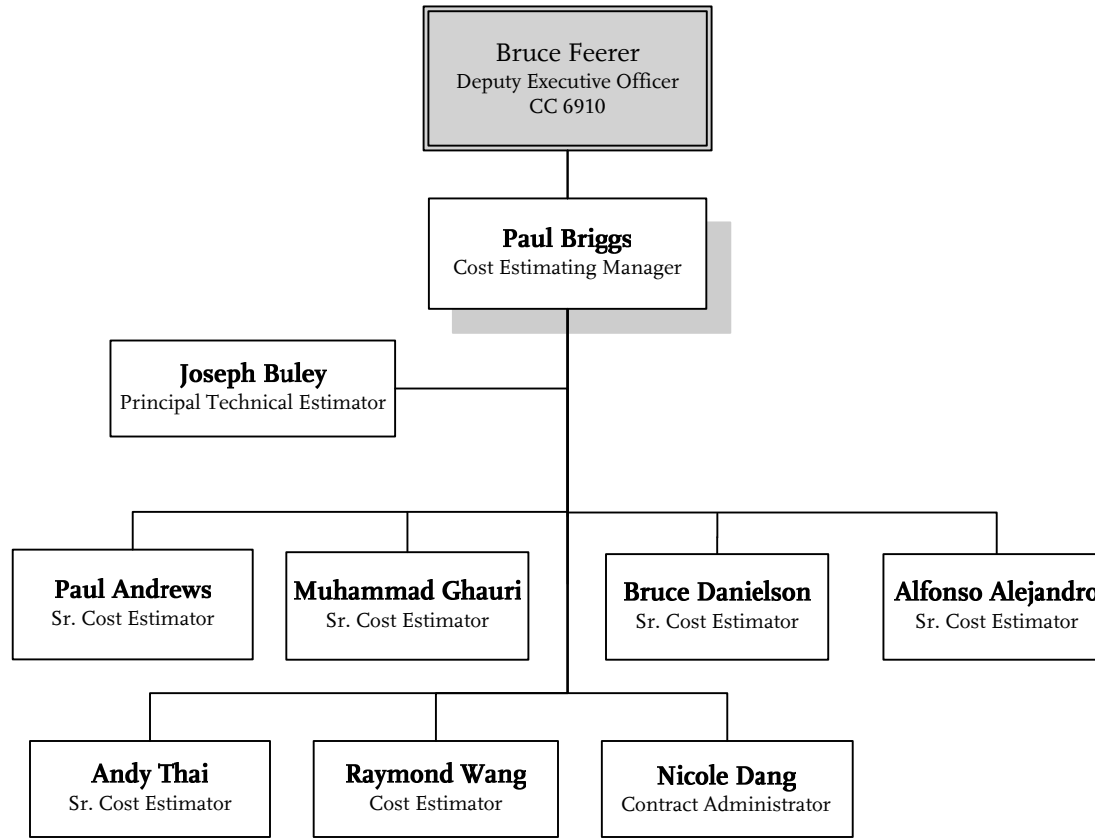 Bruce Feerer
Deputy Executive Officer
CC 6910
Paul Briggs
Cost Estimating Manager
Joseph Buley
Principal Technical Estimator
Paul Andrews
Sr. Cost Estimator
Muhammad Ghauri
Sr. Cost Estimator
Bruce Danielson
Sr. Cost Estimator
Alfonso Alejandro
Sr. Cost Estimator
Andy Thai
Sr. Cost Estimator
Raymond Wang
Cost Estimator
Nicole Dang
Contract Administrator